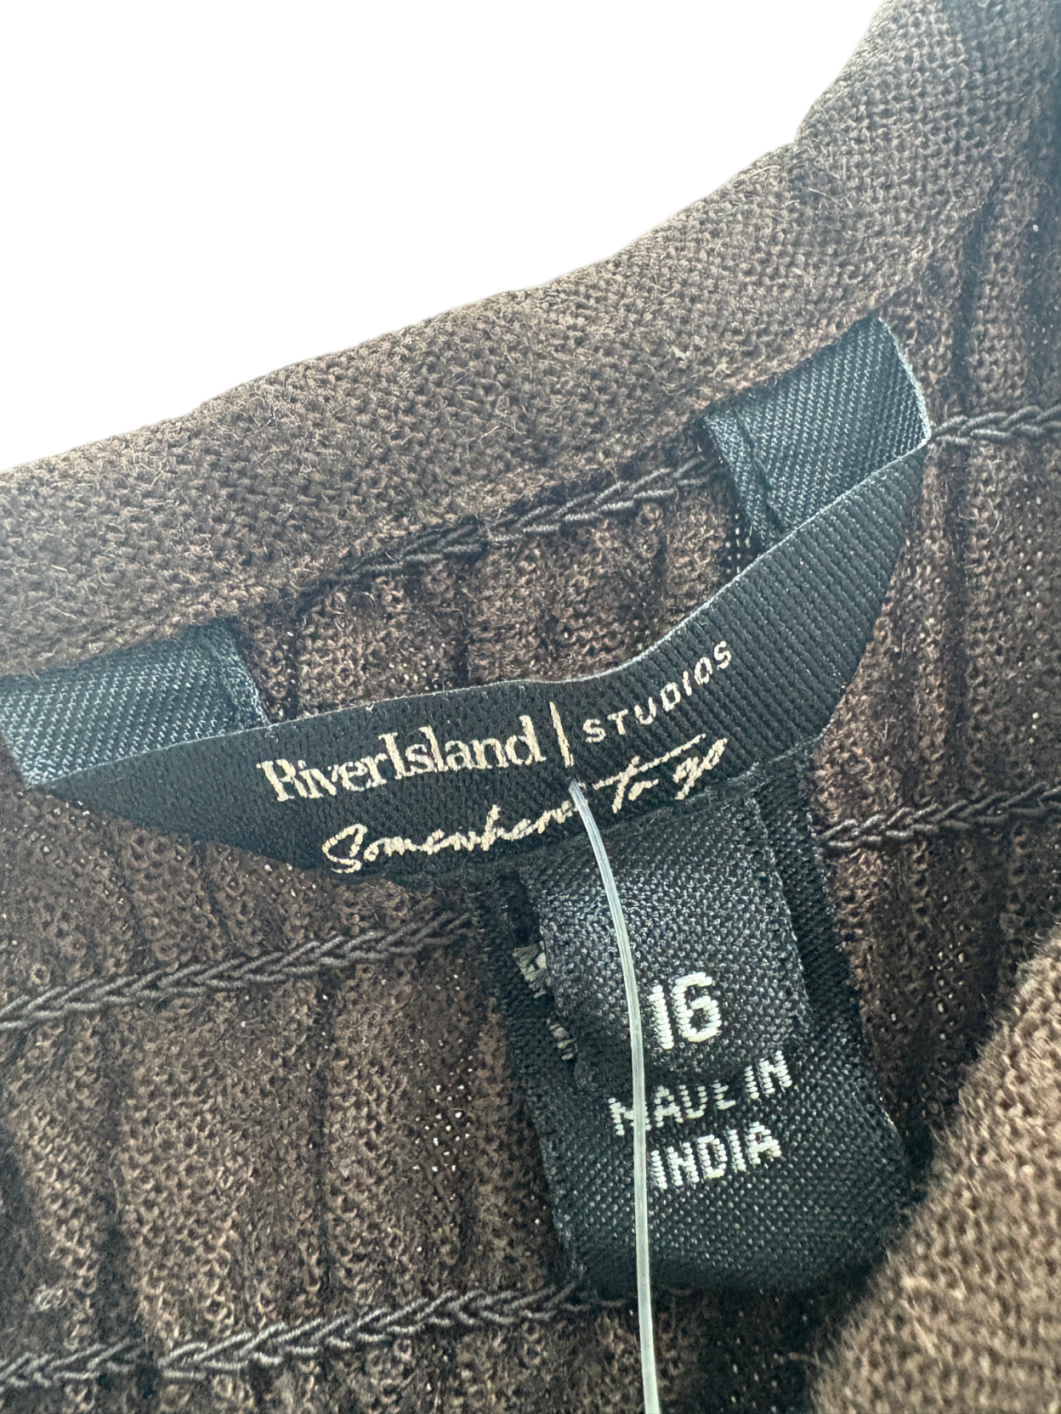 RiverIsland | STUDIOS
Somewhere to go
16
MADE IN
INDIA